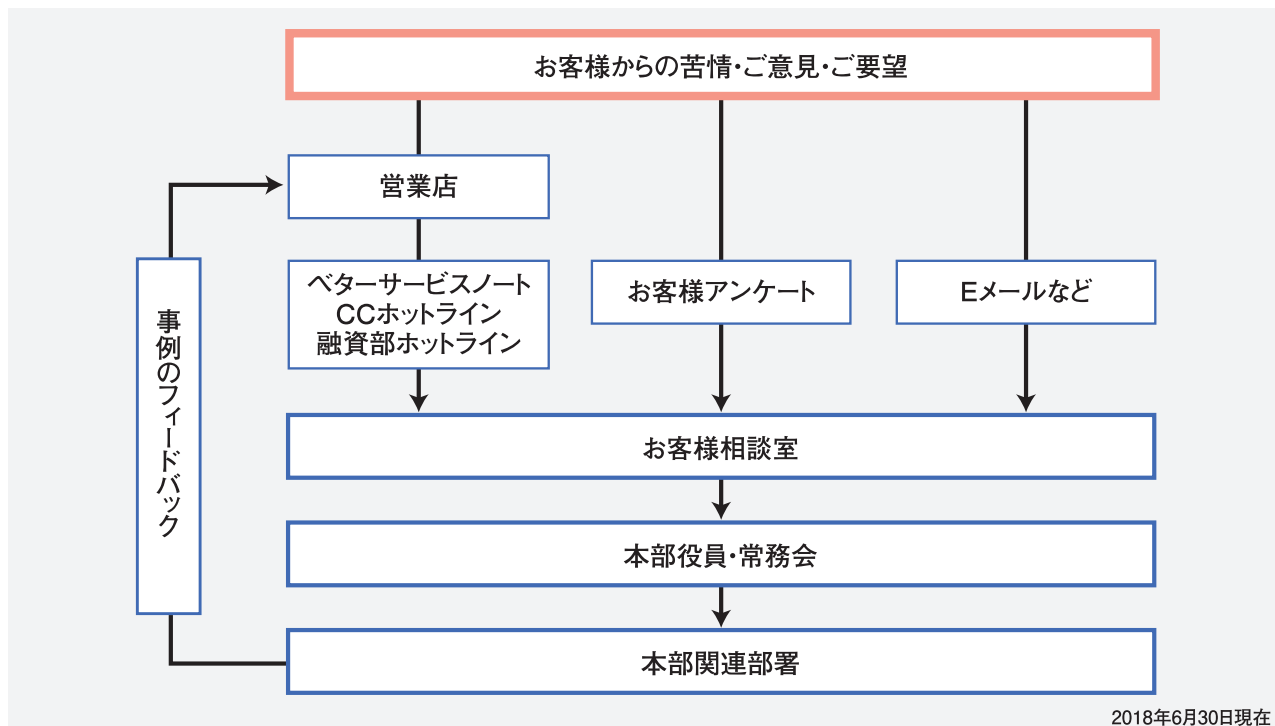 お客様からの苦情・ご意見・ご要望
営業店
ベターサービスノート
CCホットライン
融資部ホットライン
お客様アンケート
Eメールなど
事例のフィードバック
お客様相談室
本部役員・常務会
本部関連部署
2018年6月30日現在